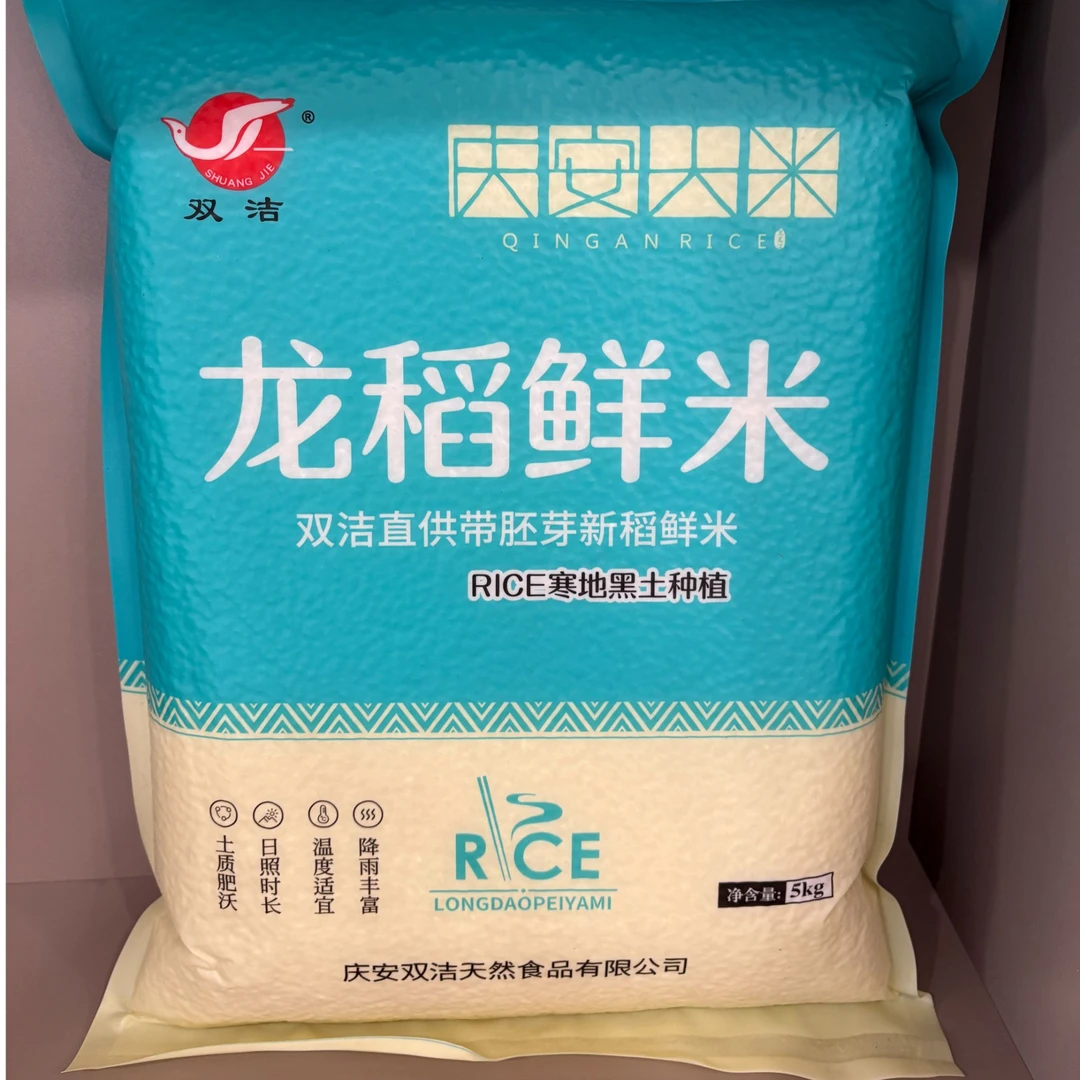 SHUANG JIE
®
双洁
庆安大米
QINGAN RICE
龙稻鲜米
双洁直供带胚芽新稻鲜米
RICE寒地黑土种植
土质肥沃
日照时长
温度适宜
降雨丰富
RICE
LONGDAOPEIYAMI
净含量: 5kg
庆安双洁天然食品有限公司